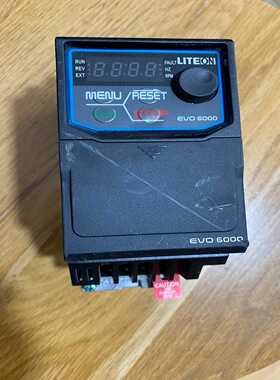 RUN
REV
EXT
FAULT
HZ
RPM
LITEON
MENU
RESET
EVO 6000
EVO 6000
CAUTION